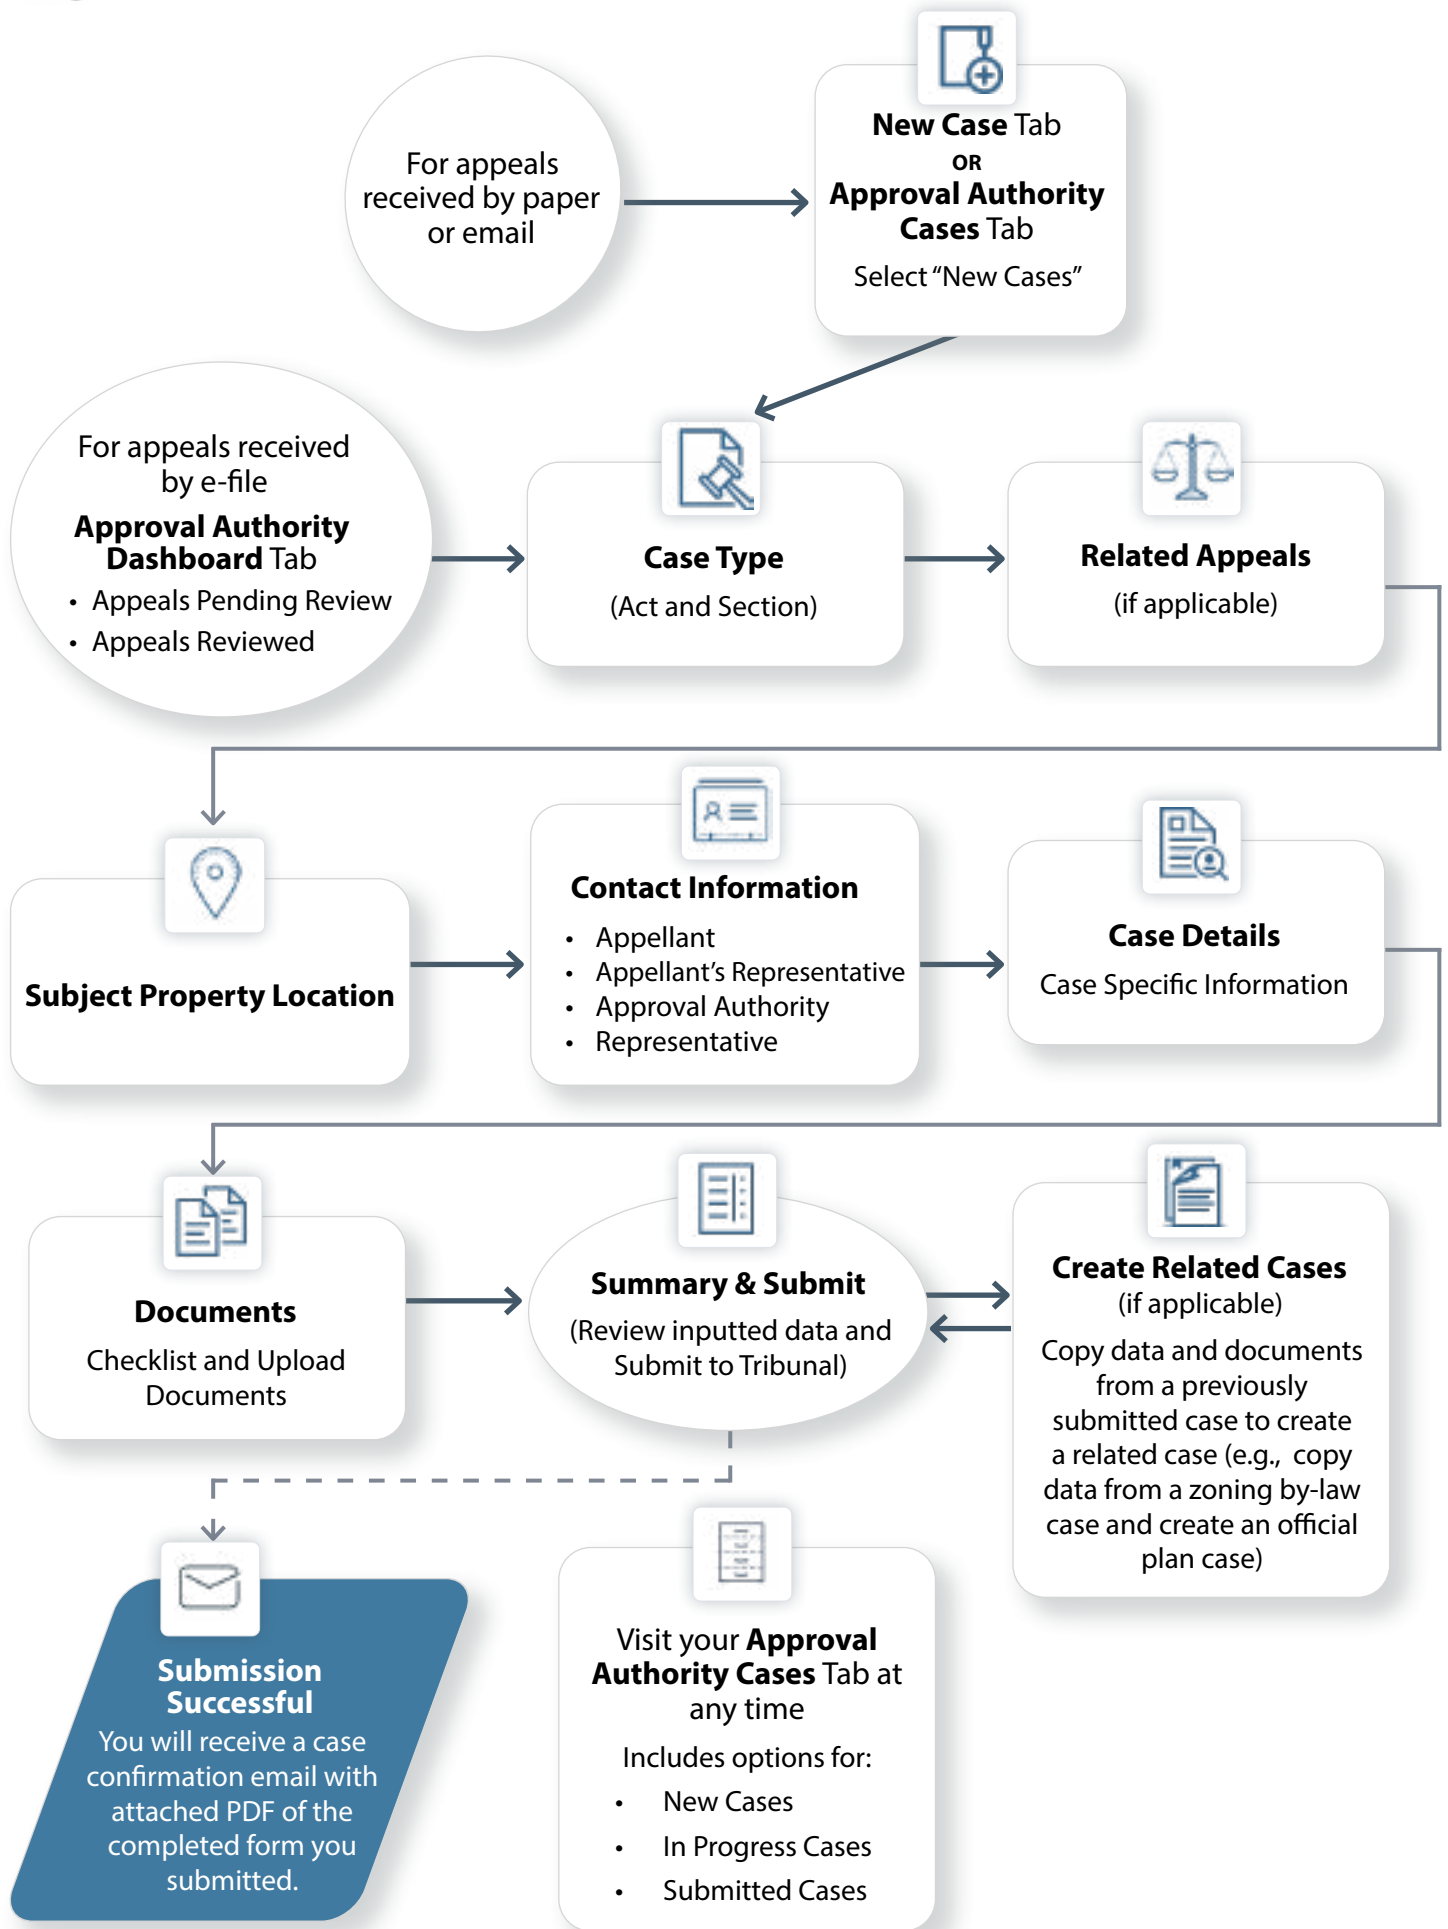 For appeals
received by paper
or email
New Case Tab
OR
Approval Authority
Cases Tab
Select “New Cases”
For appeals received
by e-file
Approval Authority
Dashboard Tab
• Appeals Pending Review
• Appeals Reviewed
Case Type
(Act and Section)
Related Appeals
(if applicable)
Subject Property Location
Contact Information
• Appellant
• Appellant’s Representative
• Approval Authority
• Representative
Case Details
Case Specific Information
Documents
Checklist and Upload
Documents
Summary & Submit
(Review inputted data and
Submit to Tribunal)
Create Related Cases
(if applicable)
Copy data and documents
from a previously
submitted case to create
a related case (e.g., copy
data from a zoning by-law
case and create an official
plan case)
Submission
Successful
You will receive a case
confirmation email with
attached PDF of the
completed form you
submitted.
Visit your Approval
Authority Cases Tab at
any time
Includes options for:
• New Cases
• In Progress Cases
• Submitted Cases